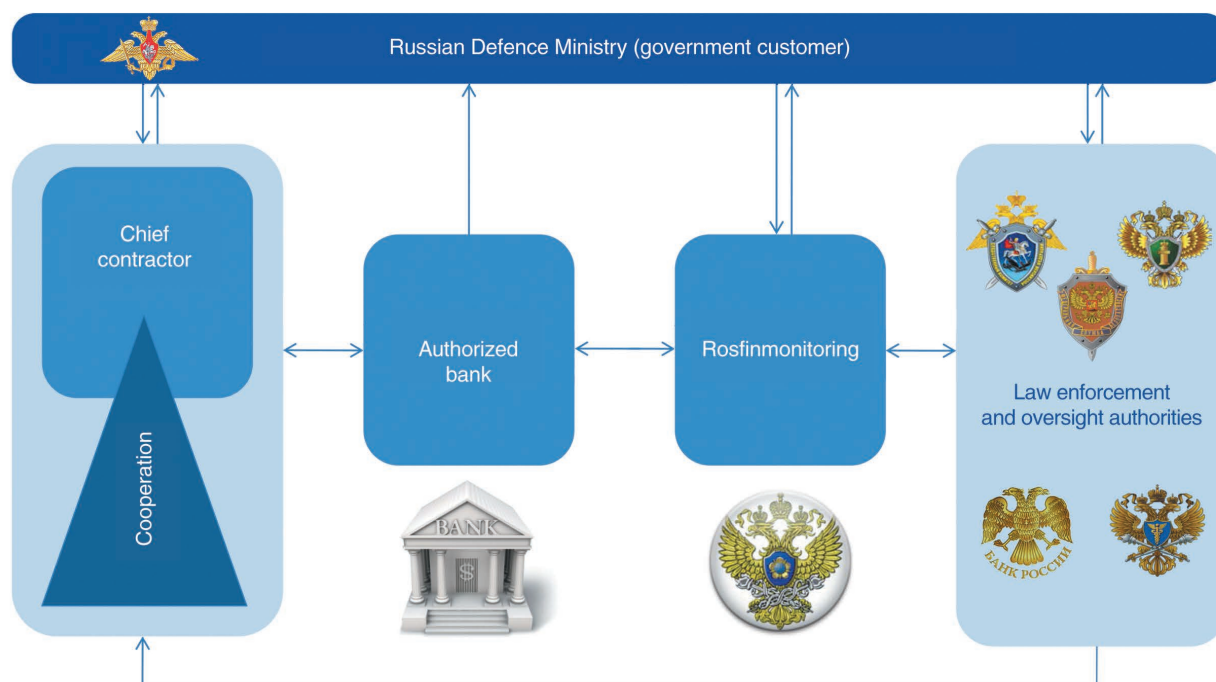 Russian Defence Ministry (government customer)
Chief
contractor
Cooperation
Authorized
bank
BANK
$
Rosfinmonitoring
Law enforcement
and oversight authorities
БАНК РОССИИ